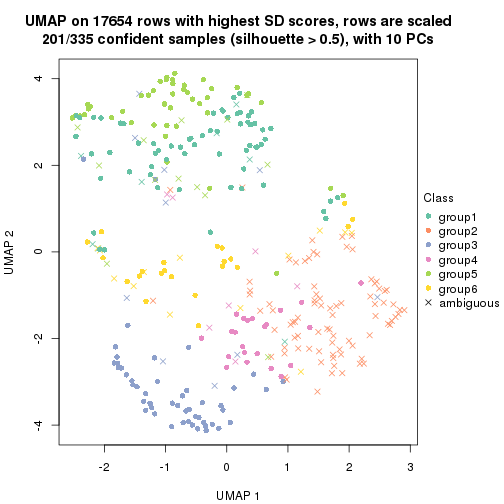 UMAP on 17654 rows with highest SD scores, rows are scaled
201/335 confident samples (silhouette > 0.5), with 10 PCs
4
2
0
-2
-4
UMAP 2
-2
-1
0
1
2
3
UMAP 1
Class
group1
group2
group3
group4
group5
group6
ambiguous